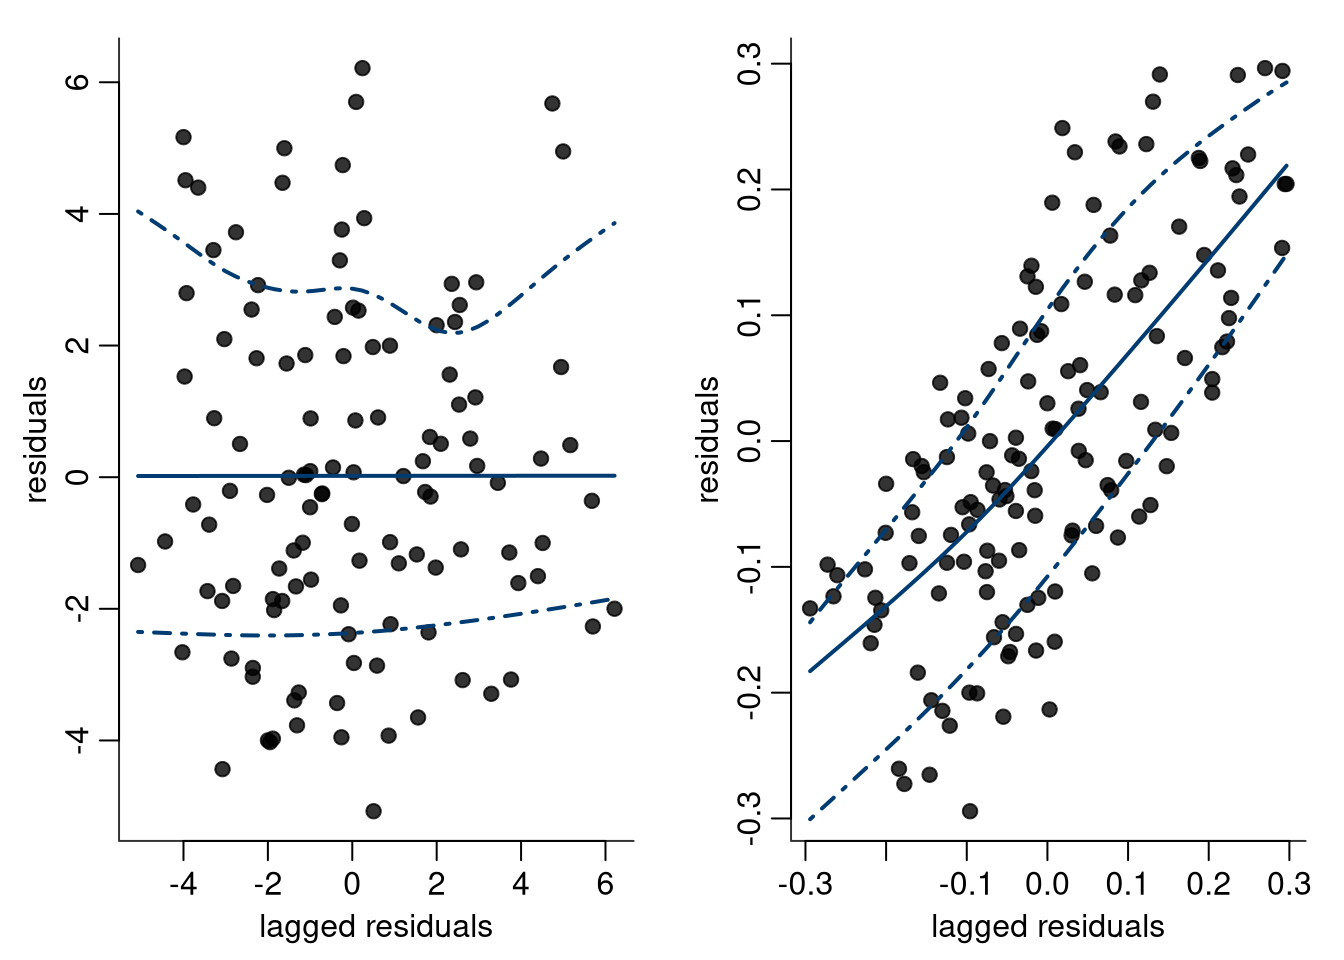 residuals
6
4
2
0
-2
-4
-4 -2 0 2 4 6
lagged residuals
residuals
0.3
0.2
0.1
0.0
-0.1
-0.2
-0.3
-0.3 -0.1 0.0 0.1 0.2 0.3
lagged residuals